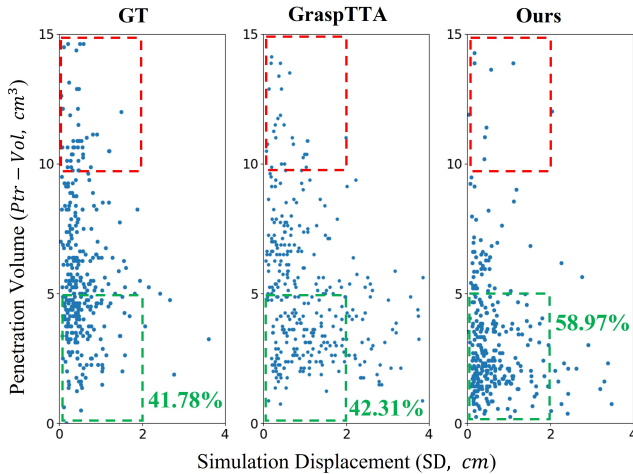 GT GraspTTA Ours
Penetration Volume (Ptr − Vol, cm³)
15 15 15
10 10 10
5 5 5
58.97%
41.78% 42.31%
0 0 0
0 2 4 0 2 4 0 2 4
Simulation Displacement (SD, cm)